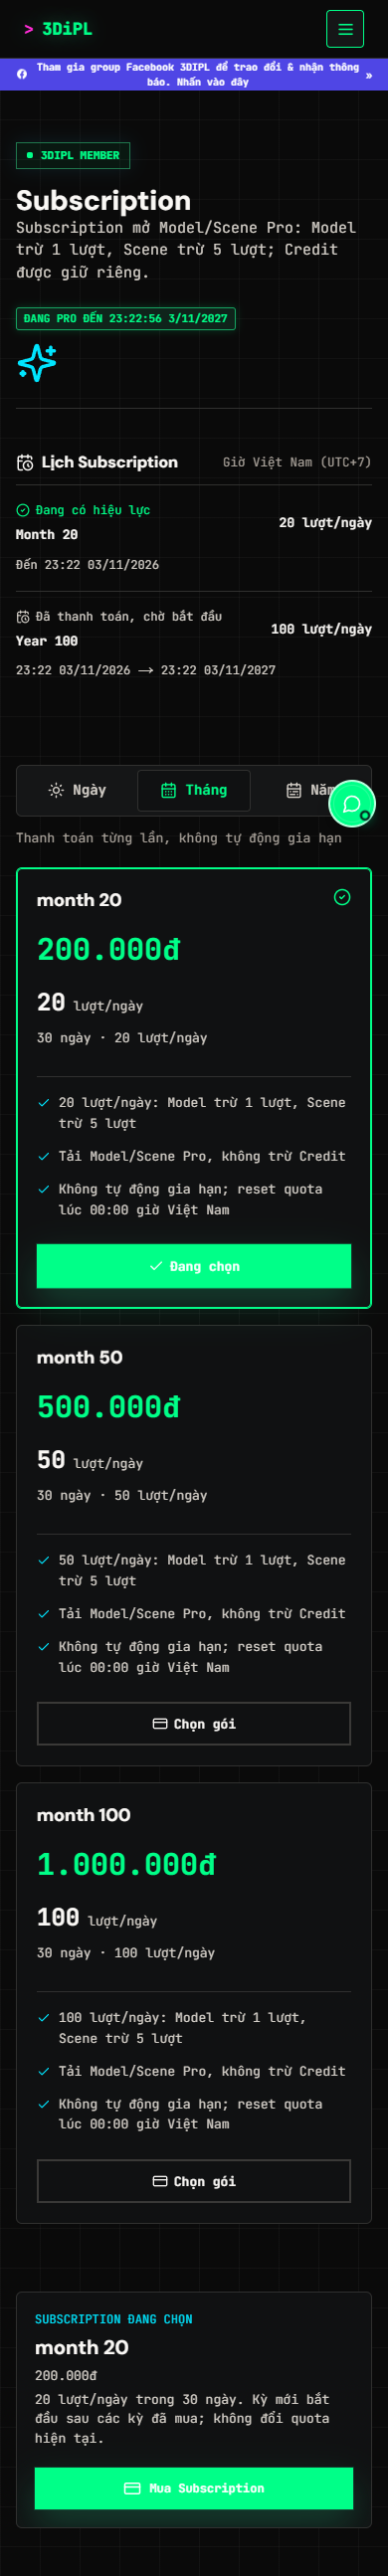 > 3DiPL
Tham gia group Facebook 3DIPL để trao đổi & nhận thông
báo. Nhấn vào đây
»
3DIPL MEMBER
Subscription
Subscription mở Model/Scene Pro: Model
trừ 1 lượt, Scene trừ 5 lượt; Credit
được giữ riêng.
ĐANG PRO ĐẾN 23:22:56 3/11/2027
Lịch Subscription
Giờ Việt Nam (UTC+7)
Đang có hiệu lực
Month 20
20 lượt/ngày
Đến 23:22 03/11/2026
Đã thanh toán, chờ bắt đầu
Year 100
100 lượt/ngày
23:22 03/11/2026 → 23:22 03/11/2027
Ngày
Tháng
Thanh toán từng lần, không tự động gia hạn
month 20
200.000đ
20 lượt/ngày
30 ngày · 20 lượt/ngày
20 lượt/ngày: Model trừ 1 lượt, Scene
trừ 5 lượt
Tải Model/Scene Pro, không trừ Credit
Không tự động gia hạn; reset quota
lúc 00:00 giờ Việt Nam
Đang chọn
month 50
500.000đ
50 lượt/ngày
30 ngày · 50 lượt/ngày
50 lượt/ngày: Model trừ 1 lượt, Scene
trừ 5 lượt
Tải Model/Scene Pro, không trừ Credit
Không tự động gia hạn; reset quota
lúc 00:00 giờ Việt Nam
Chọn gói
month 100
1.000.000đ
100 lượt/ngày
30 ngày · 100 lượt/ngày
100 lượt/ngày: Model trừ 1 lượt,
Scene trừ 5 lượt
Tải Model/Scene Pro, không trừ Credit
Không tự động gia hạn; reset quota
lúc 00:00 giờ Việt Nam
Chọn gói
SUBSCRIPTION ĐANG CHỌN
month 20
200.000đ
20 lượt/ngày trong 30 ngày. Kỳ mới bắt
đầu sau các kỳ đã mua; không đổi quota
hiện tại.
Mua Subscription